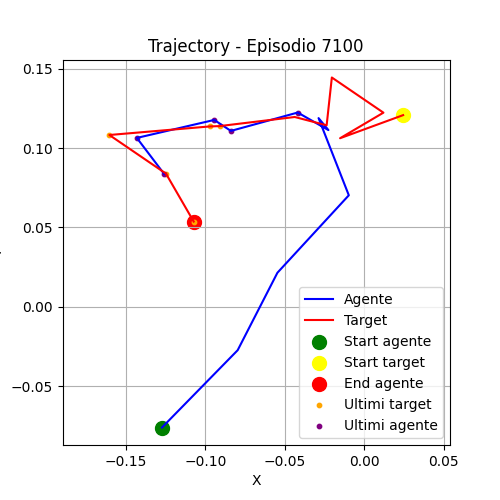 Trajectory - Episodio 7100
0.15
0.10
0.05
0.00
−0.05
−0.15
−0.10
−0.05
0.00
0.05
X
Agente
Target
Start agente
Start target
End agente
Ultimi target
Ultimi agente